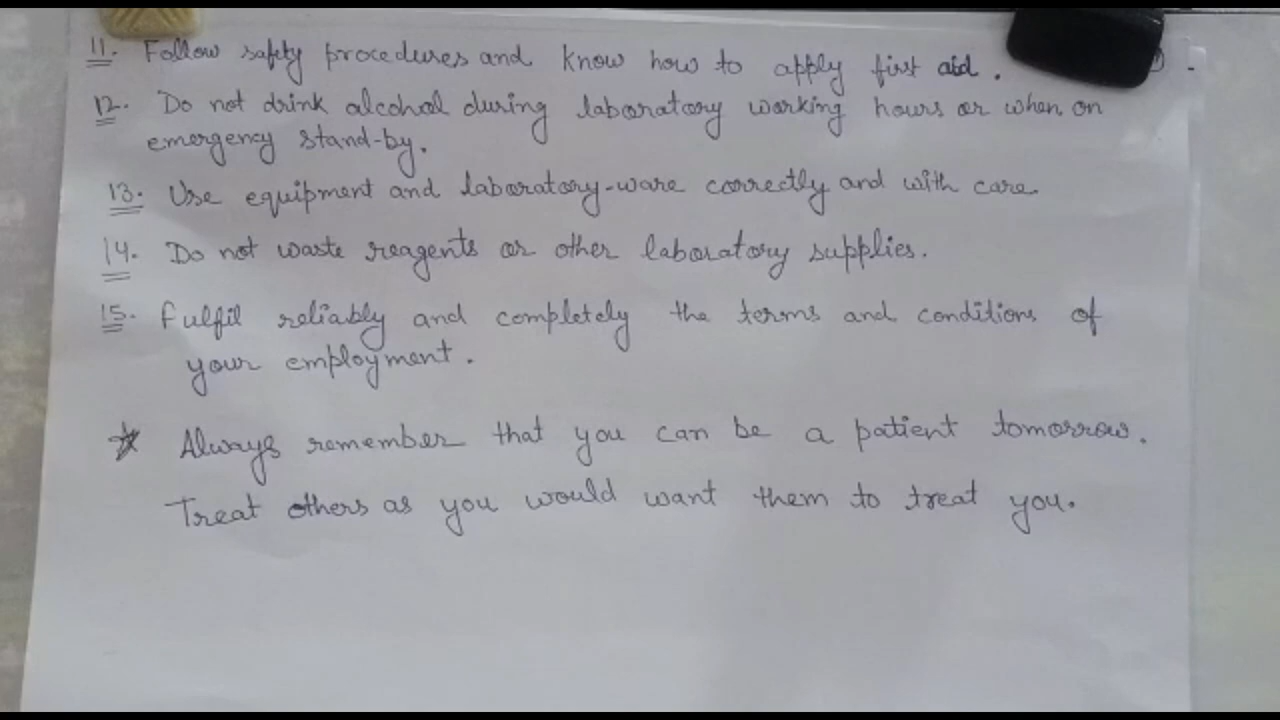 11. Follow safety procedures and know how to apply first aid.
12. Do not drink alcohol during laboratory working hours or when on
emergency stand-by.
13. Use equipment and laboratory-ware correctly and with care
14. Do not waste reagents or other laboratory supplies.
15. Fulfil reliably and completely the terms and conditions of
your employment.
☆ Always remember that you can be a patient tomorrow.
Treat others as you would want them to treat you.